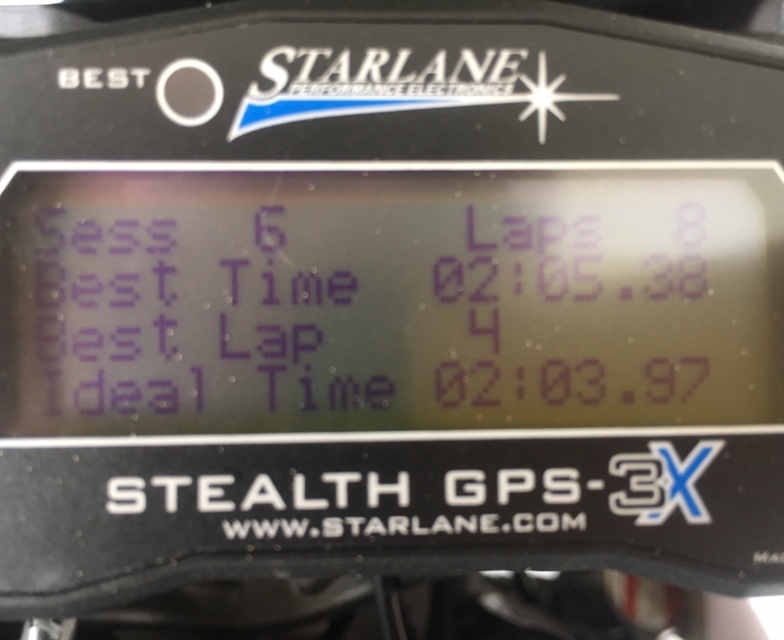 BEST
STARLANE
PERFORMANCE ELECTRONICS
Sess 6 Laps 8
Best Time 02:05.38
Best Lap 4
Ideal Time 02:03.97
STEALTH GPS-3X
WWW.STARLANE.COM